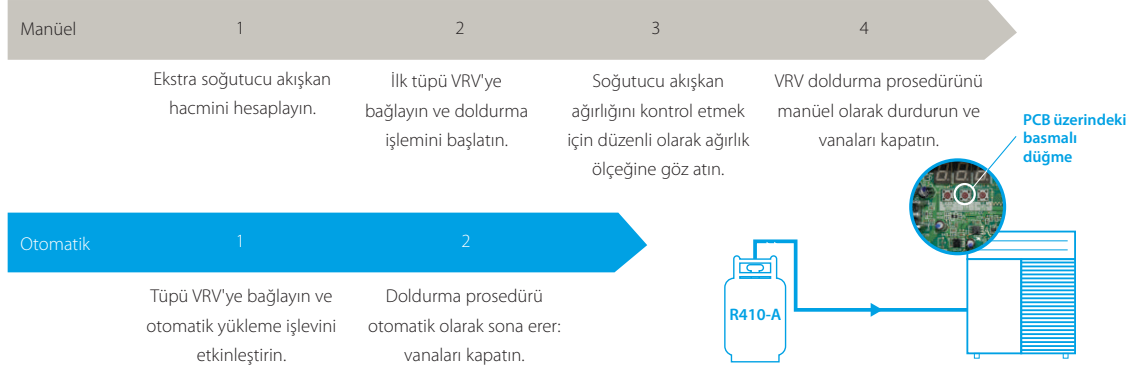 Manüel
1
2
3
4
Ekstra soğutucu akışkan
hacmini hesaplayın.
İlk tüpü VRV'ye
bağlayın ve doldurma
işlemini başlatın.
Soğutucu akışkan
ağırlığını kontrol etmek
için düzenli olarak ağırlık
ölçeğine göz atın.
VRV doldurma prosedürünü
manüel olarak durdurun ve
vanaları kapatın.
PCB üzerindeki
basmalı
düğme
Otomatik
1
2
Tüpü VRV'ye bağlayın ve
otomatik yükleme işlevini
etkinleştirin.
Doldurma prosedürü
otomatik olarak sona erer:
vanaları kapatın.
R410-A